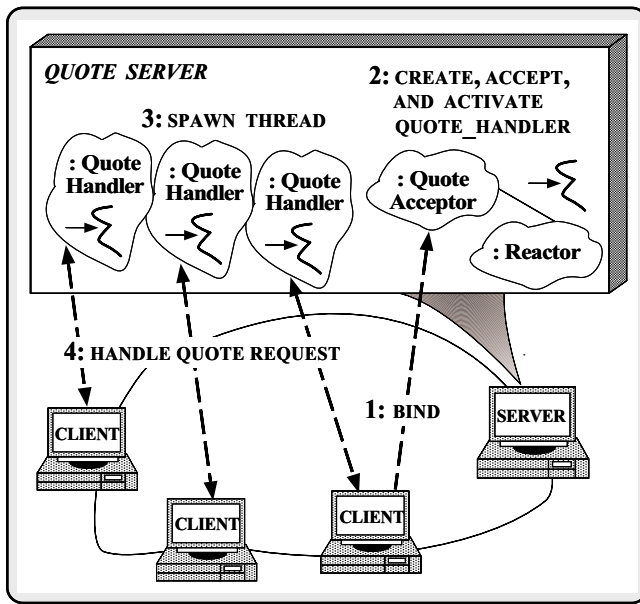 QUOTE SERVER
2: CREATE, ACCEPT,
AND ACTIVATE
QUOTE_HANDLER
3: SPAWN THREAD
: Quote
Handler
: Quote
Handler
: Quote
Handler
: Quote
Acceptor
: Reactor
4: HANDLE QUOTE REQUEST
1: BIND
SERVER
CLIENT
CLIENT
CLIENT